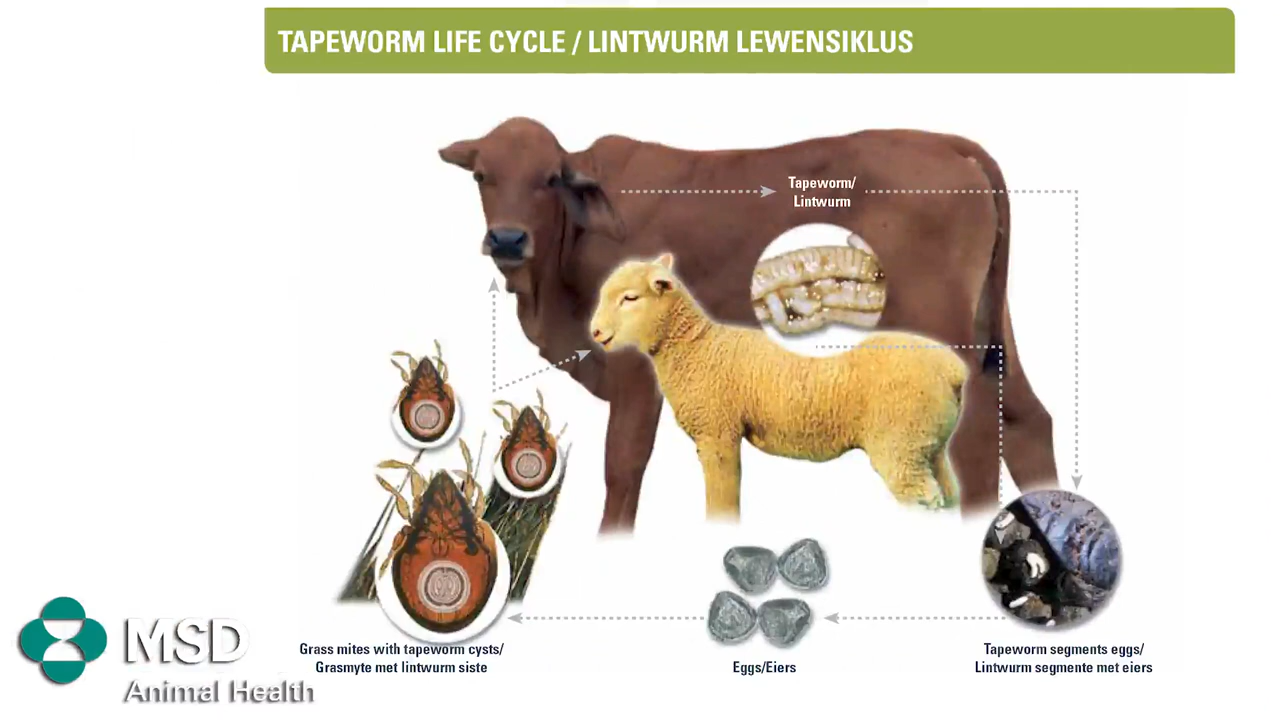 TAPEWORM LIFE CYCLE / LINTWURM LEWENSIKLUS
Tapeworm/
Lintwurm
Grass mites with tapeworm cysts/
Grasmyte met lintwurm siste
Eggs/Eiers
Tapeworm segments eggs/
Lintwurm segmente met eiers
MSD
Animal Health